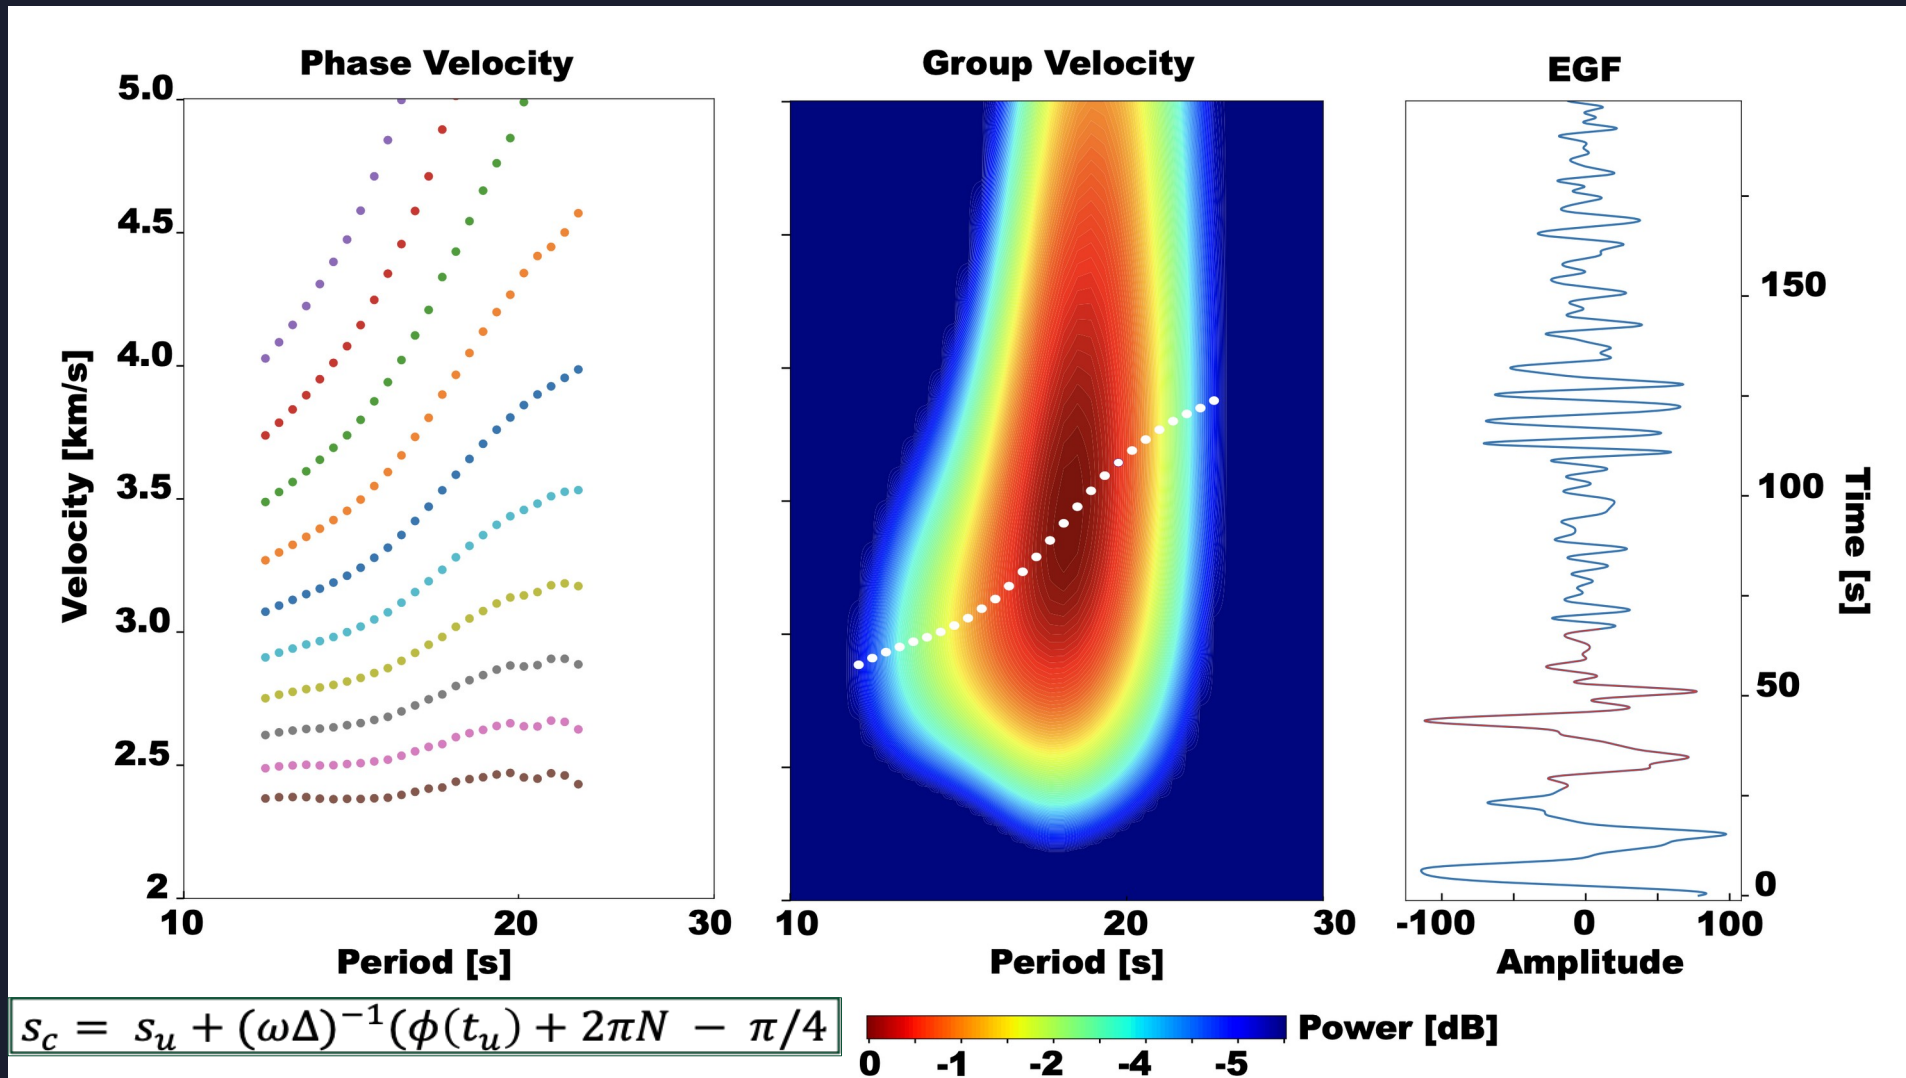 Phase Velocity
Group Velocity
EGF
5.0
4.5
4.0
3.5
3.0
2.5
2
Velocity [km/s]
10 20 30
Period [s]
10 20 30
Period [s]
150
100
50
0
Time [s]
-100 0 100
Amplitude
s_c = s_u + (ωΔ)⁻¹(ϕ(t_u) + 2πN − π/4
Power [dB]
0 -1 -2 -4 -5